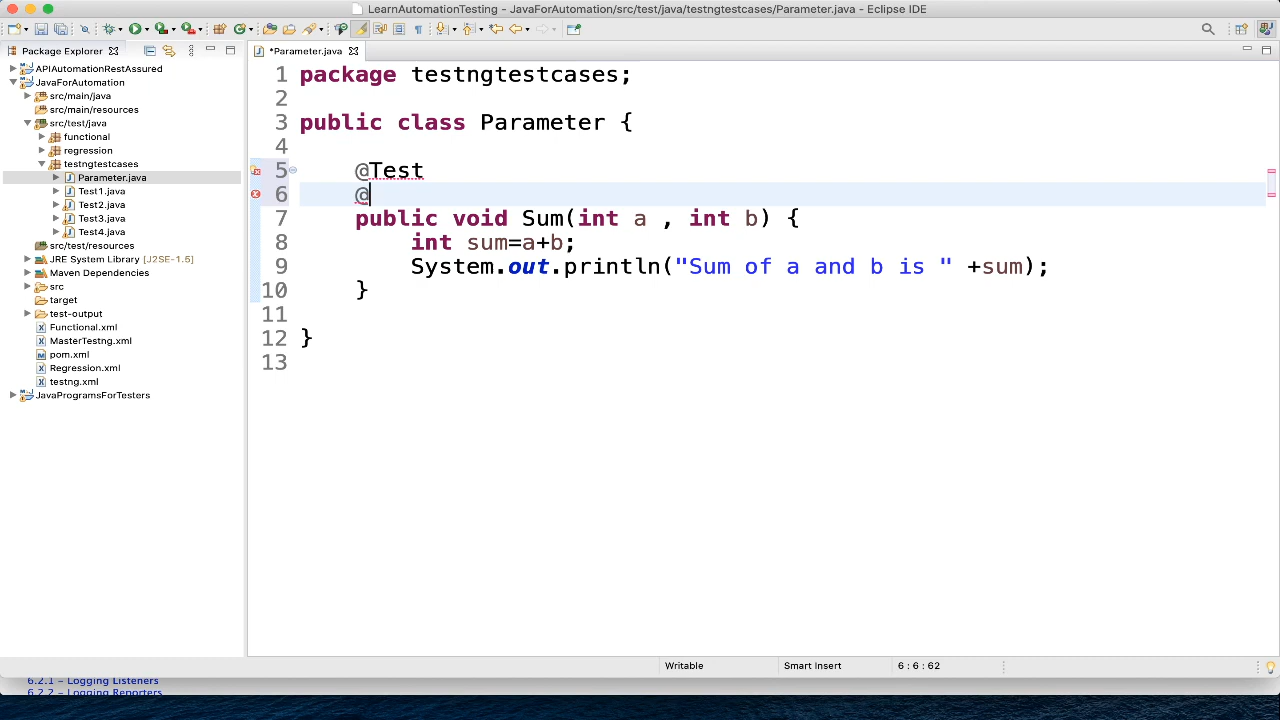 LearnAutomationTesting - JavaForAutomation/src/test/java/testngtestcases/Parameter.java - Eclipse IDE
Package Explorer
*Parameter.java
APIAutomationRestAssured
JavaForAutomation
src/main/java
src/main/resources
src/test/java
functional
regression
testngtestcases
Parameter.java
Test1.java
Test2.java
Test3.java
Test4.java
src/test/resources
JRE System Library [J2SE-1.5]
Maven Dependencies
src
target
test-output
Functional.xml
MasterTestng.xml
pom.xml
Regression.xml
testng.xml
JavaProgramsForTesters
1 package testngtestcases;
2
3 public class Parameter {
4
5 @Test
6 @
7 public void Sum(int a , int b) {
8 int sum=a+b;
9 System.out.println("Sum of a and b is " +sum);
10 }
11
12 }
13
Writable Smart Insert 6 : 6 : 62
6.2.1 - Logging Listeners
6.2.2 - Logging Reporters